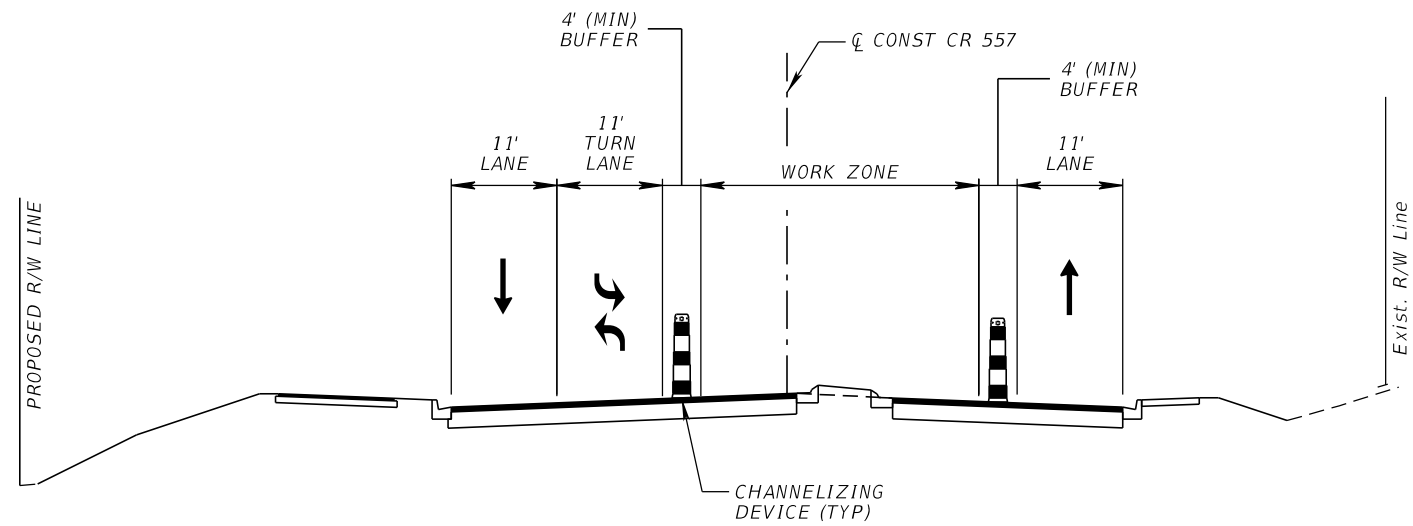 4' (MIN)
BUFFER
℄ CONST CR 557
4' (MIN)
BUFFER
11'
LANE
11'
TURN
LANE
WORK ZONE
11'
LANE
PROPOSED R/W LINE
Exist. R/W Line
CHANNELIZING
DEVICE (TYP)